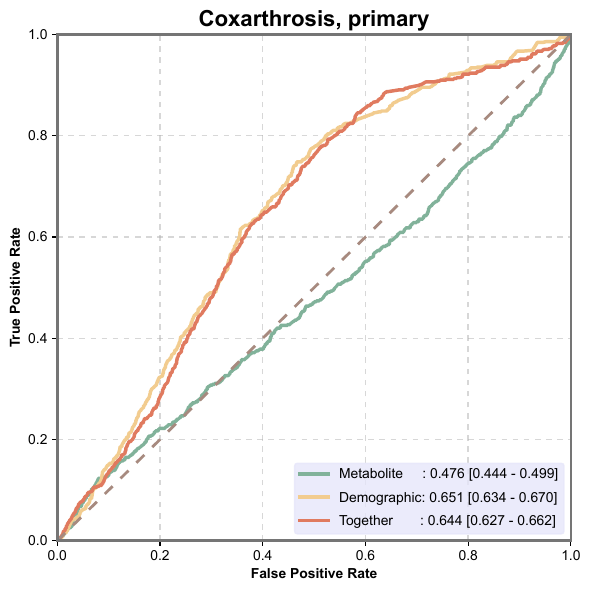 Coxarthrosis, primary
True Positive Rate
1.0
0.8
0.6
0.4
0.2
0.0
Metabolite : 0.476 [0.444 - 0.499]
Demographic: 0.651 [0.634 - 0.670]
Together : 0.644 [0.627 - 0.662]
0.0 0.2 0.4 0.6 0.8 1.0
False Positive Rate